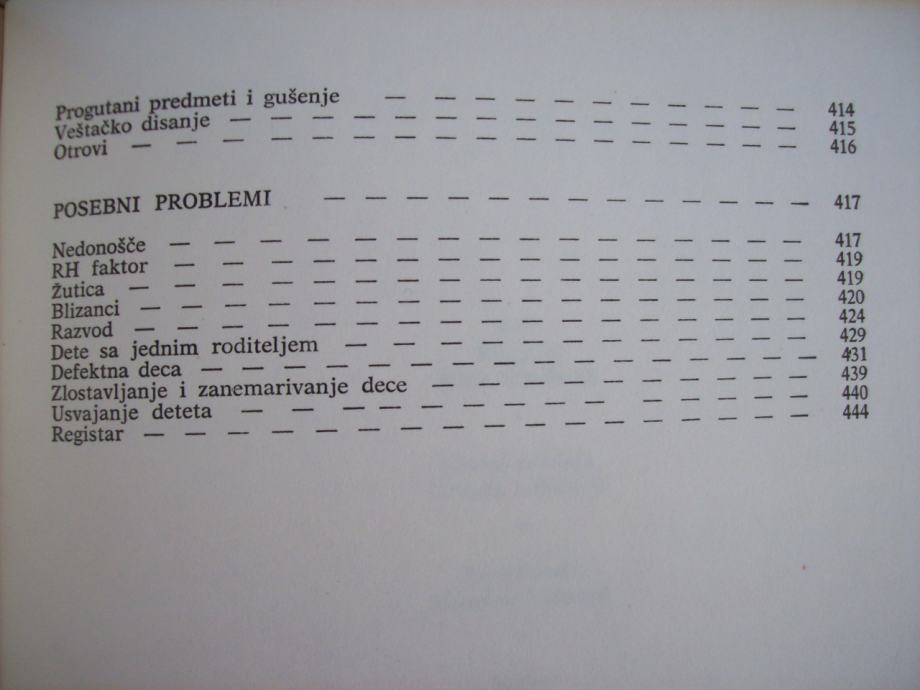 Progutani predmeti i gušenje — — — — — — — — — — 414
Veštačko disanje — — — — — — — — — — — — — 415
Otrovi — — — — — — — — — — — — — — — 416
POSEBNI PROBLEMI — — — — — — — — — — — — 417
Nedonošče — — — — — — — — — — — — — — 417
RH faktor — — — — — — — — — — — — — — 419
Žutica — — — — — — — — — — — — — — — 419
Blizanci — — — — — — — — — — — — — — — 420
Razvod — — — — — — — — — — — — — — — 424
Dete sa jednim roditeljem — — — — — — — — — — 429
Defektna deca — — — — — — — — — — — — — — 431
Zlostavljanje i zanemarivanje dece — — — — — — — — 439
Usvajanje deteta — — — — — — — — — — — — 440
Registar — — — — — — — — — — — — — — — 444